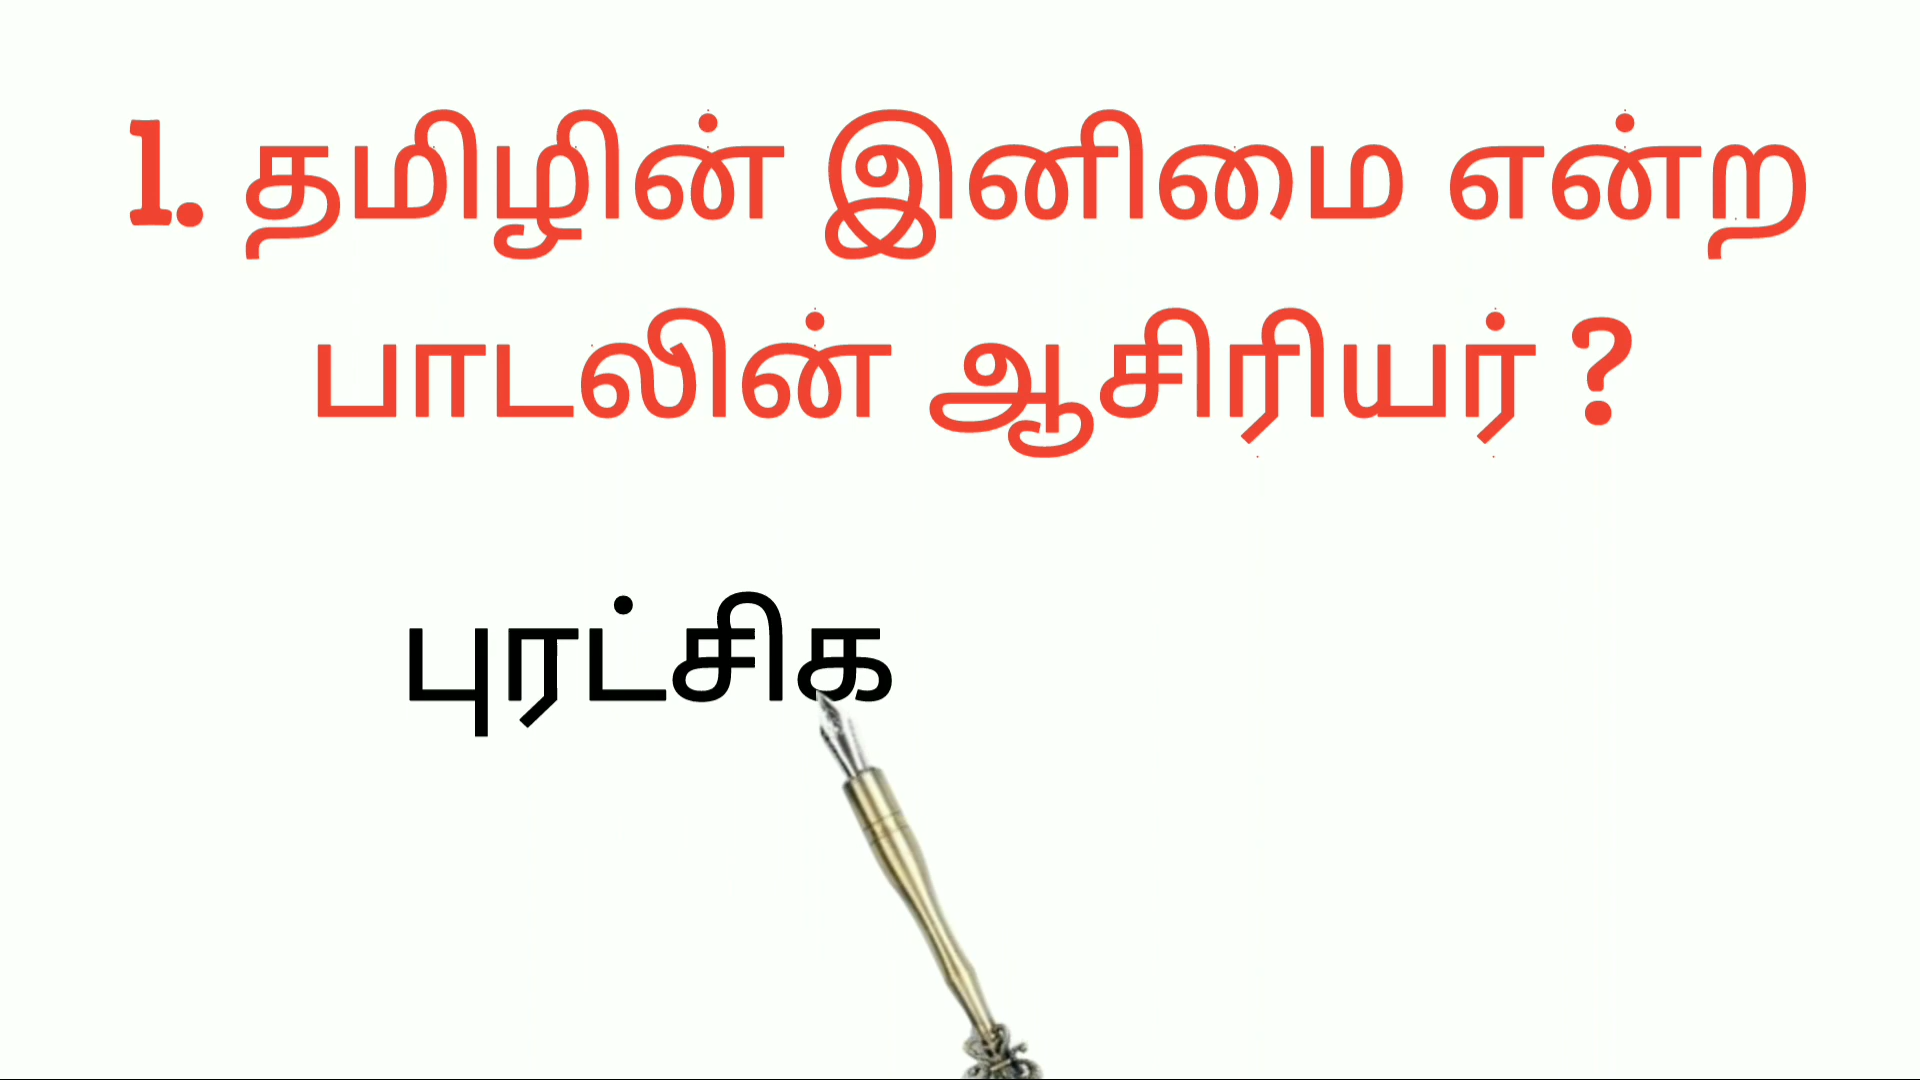 1. தமிழின் இனிமை என்ற
பாடலின் ஆசிரியர் ?
புரட்சிக